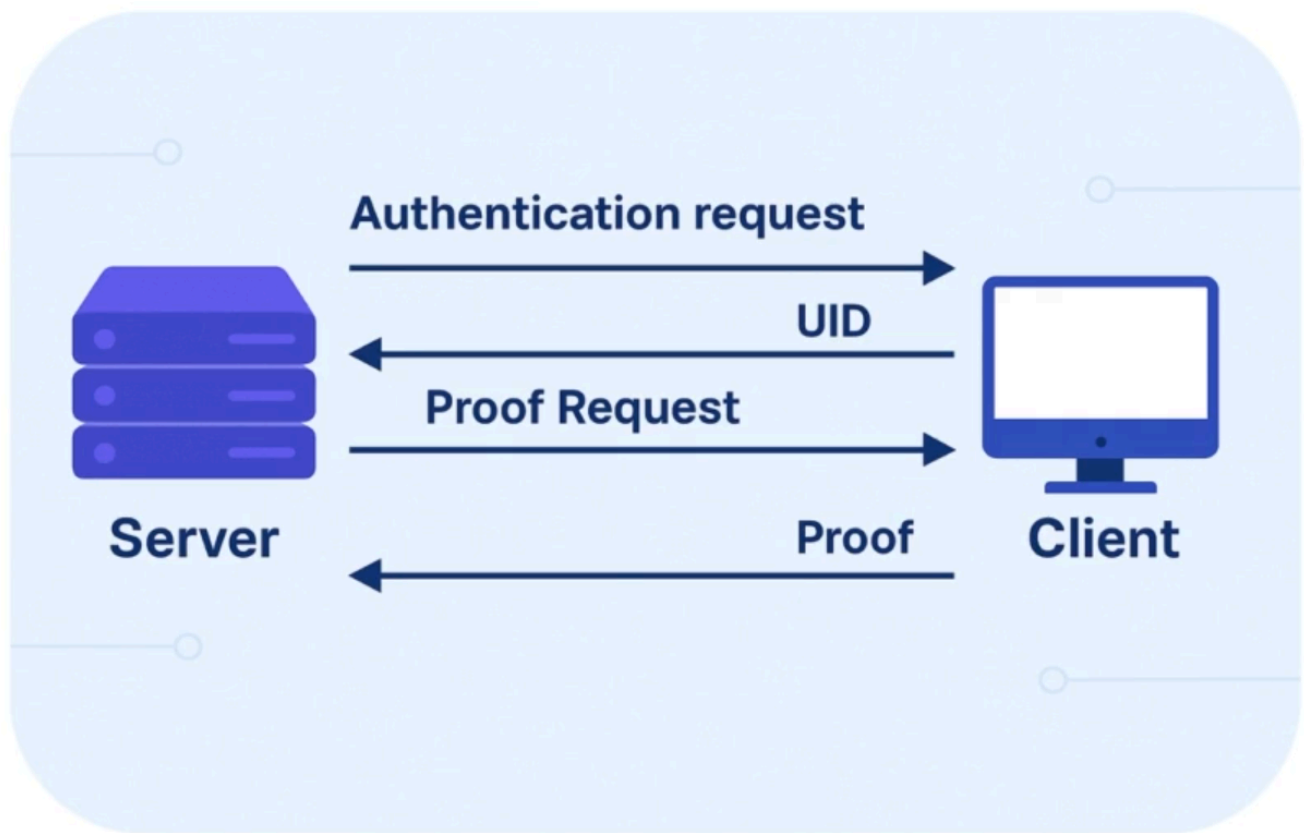 Authentication request
UID
Proof Request
Proof
Server
Client